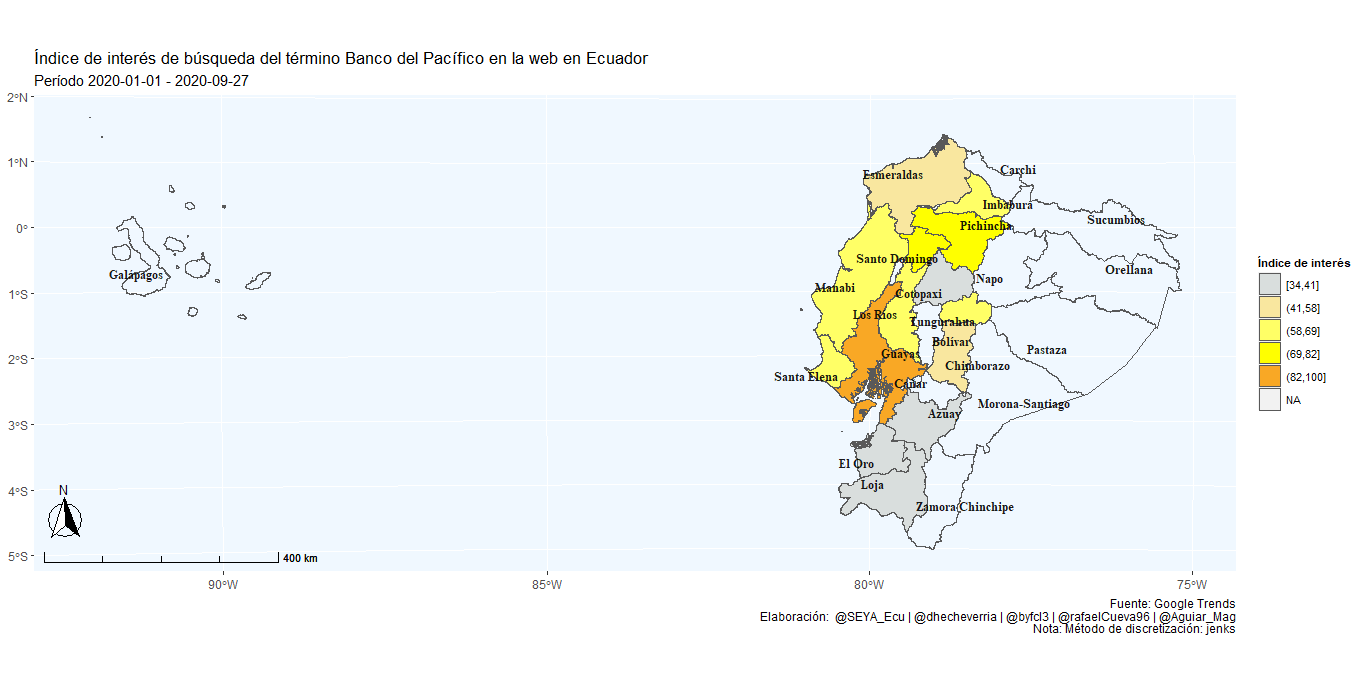 Índice de interés de búsqueda del término Banco del Pacífico en la web en Ecuador
Período 2020-01-01 - 2020-09-27
2°N
1°N
0°
1°S
2°S
3°S
4°S
5°S
90°W
85°W
80°W
75°W
Galápagos
Esmeraldas
Carchi
Imbabura
Sucumbíos
Pichincha
Santo Domingo
Orellana
Napo
Manabí
Cotopaxi
Los Ríos
Tungurahua
Bolívar
Pastaza
Guayas
Chimborazo
Santa Elena
Cañar
Morona-Santiago
Azuay
El Oro
Loja
Zamora Chinchipe
N
400 km
Índice de interés
[34,41]
(41,58]
(58,69]
(69,82]
(82,100]
NA
Fuente: Google Trends
Elaboración: @SEYA_Ecu | @dhecheverria | @byfcl3 | @rafaelCueva96 | @Aguiar_Mag
Nota: Método de discretización: jenks